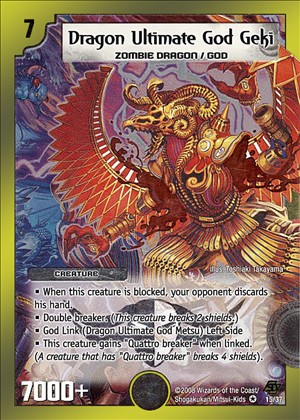 7
Dragon Ultimate God Geki
ZOMBIE DRAGON / GOD
illus. Toshiaki Takayama
CREATURE
▪ When this creature is blocked, your opponent discards
his hand.
▪ Double breaker. (This creature breaks 2 shields.)
▪ God Link (Dragon Ultimate God Metsu) Left Side
▪ This creature gains "Quattro breaker" when linked.
(A creature that has "Quattro breaker" breaks 4 shields).
7000+
©2008 Wizards of the Coast/
Shogakukan/Mitsui-Kids
15/37